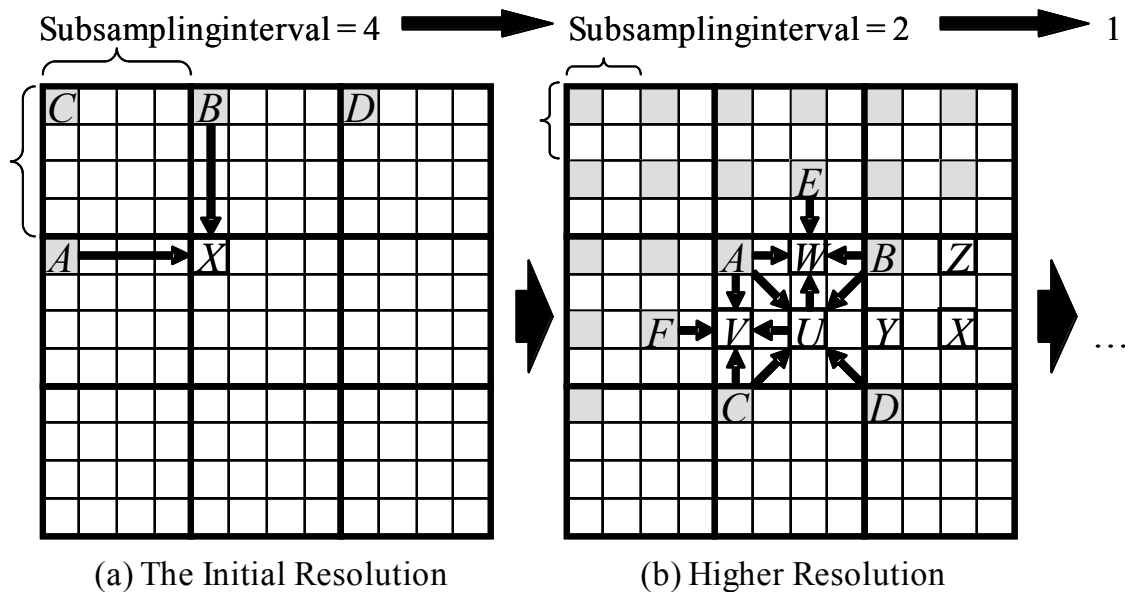 Subsamplinginterval = 4
Subsamplinginterval = 2
1
C B D
A X
E
A W B Z
F V U Y X
C D
...
(a) The Initial Resolution
(b) Higher Resolution